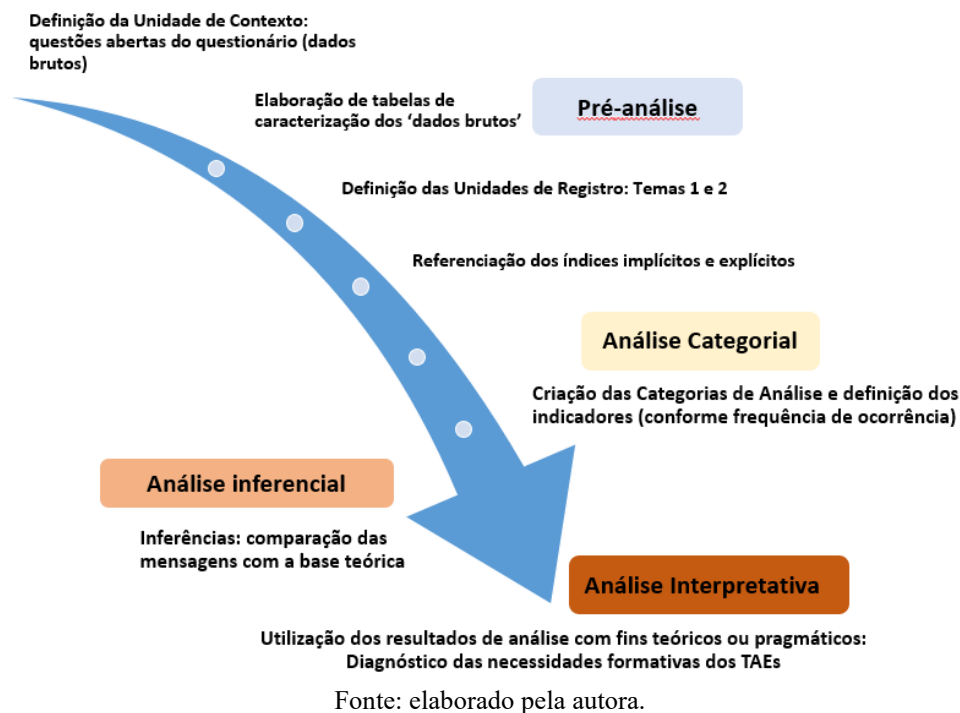 Definição da Unidade de Contexto:
questões abertas do questionário (dados
brutos)
Elaboração de tabelas de
caracterização dos ‘dados brutos’
Pré-análise
Definição das Unidades de Registro: Temas 1 e 2
Referenciação dos índices implícitos e explícitos
Análise Categorial
Criação das Categorias de Análise e definição dos
indicadores (conforme frequência de ocorrência)
Análise inferencial
Inferências: comparação das
mensagens com a base teórica
Análise Interpretativa
Utilização dos resultados de análise com fins teóricos ou pragmáticos:
Diagnóstico das necessidades formativas dos TAEs
Fonte: elaborado pela autora.